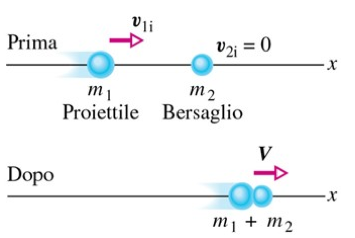 v1i
Prima
v2i = 0
x
m1
m2
Proiettile Bersaglio
V
Dopo
x
m1 + m2